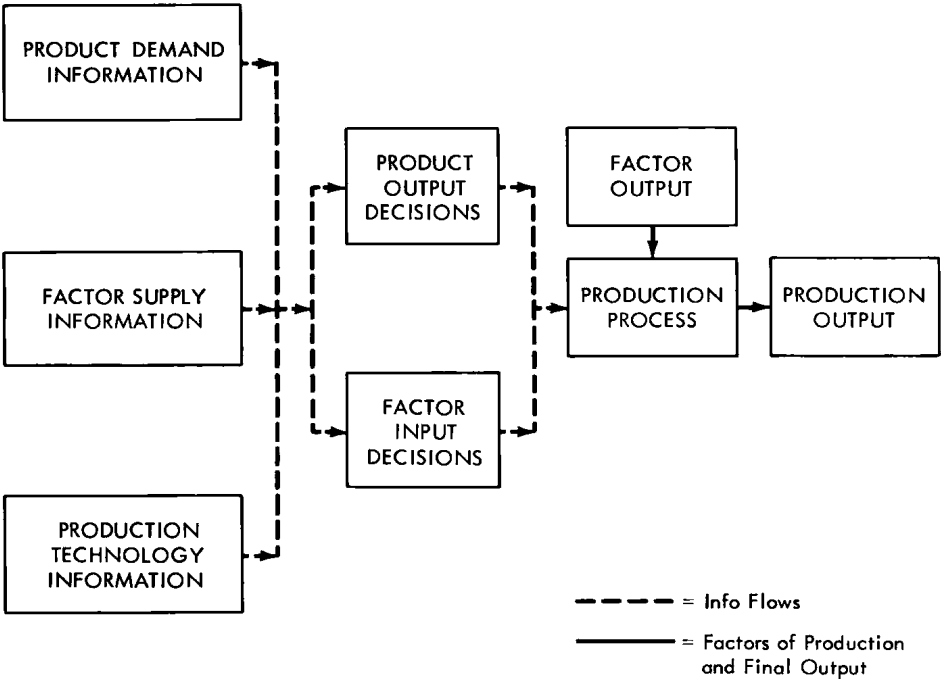 PRODUCT DEMAND
INFORMATION
FACTOR SUPPLY
INFORMATION
PRODUCTION
TECHNOLOGY
INFORMATION
PRODUCT
OUTPUT
DECISIONS
FACTOR
INPUT
DECISIONS
FACTOR
OUTPUT
PRODUCTION
PROCESS
PRODUCTION
OUTPUT
= Info Flows
= Factors of Production
and Final Output